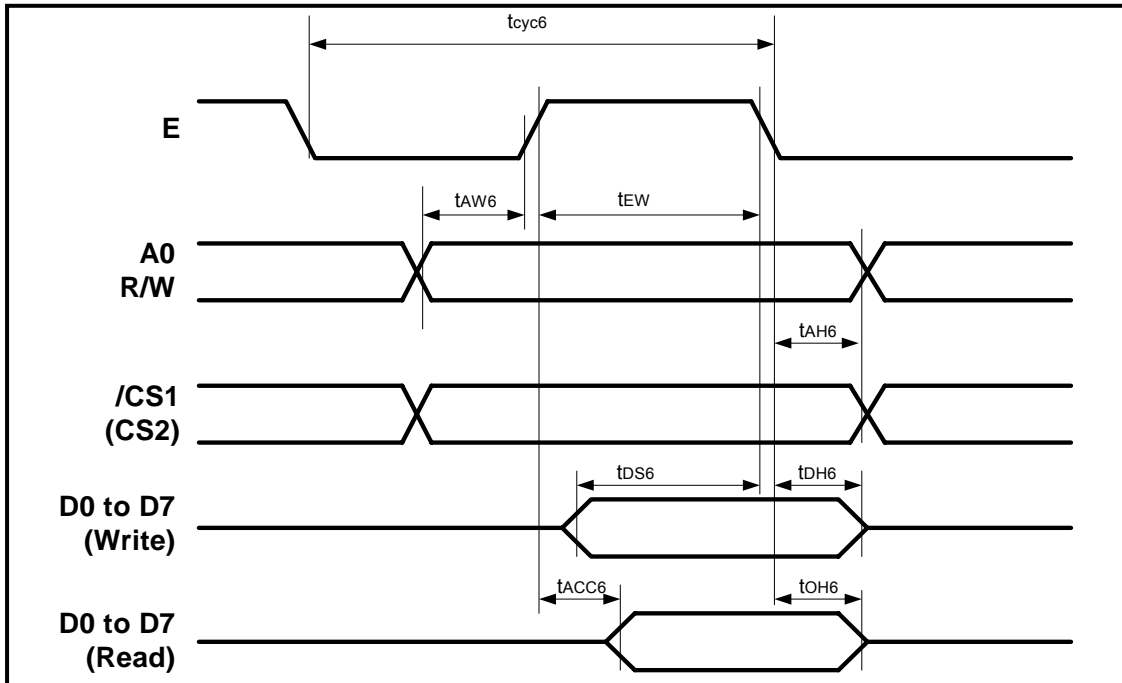 tcyc6
E
tAW6
tEW
A0
R/W
tAH6
/CS1
(CS2)
tDS6
tDH6
D0 to D7
(Write)
tACC6
tOH6
D0 to D7
(Read)